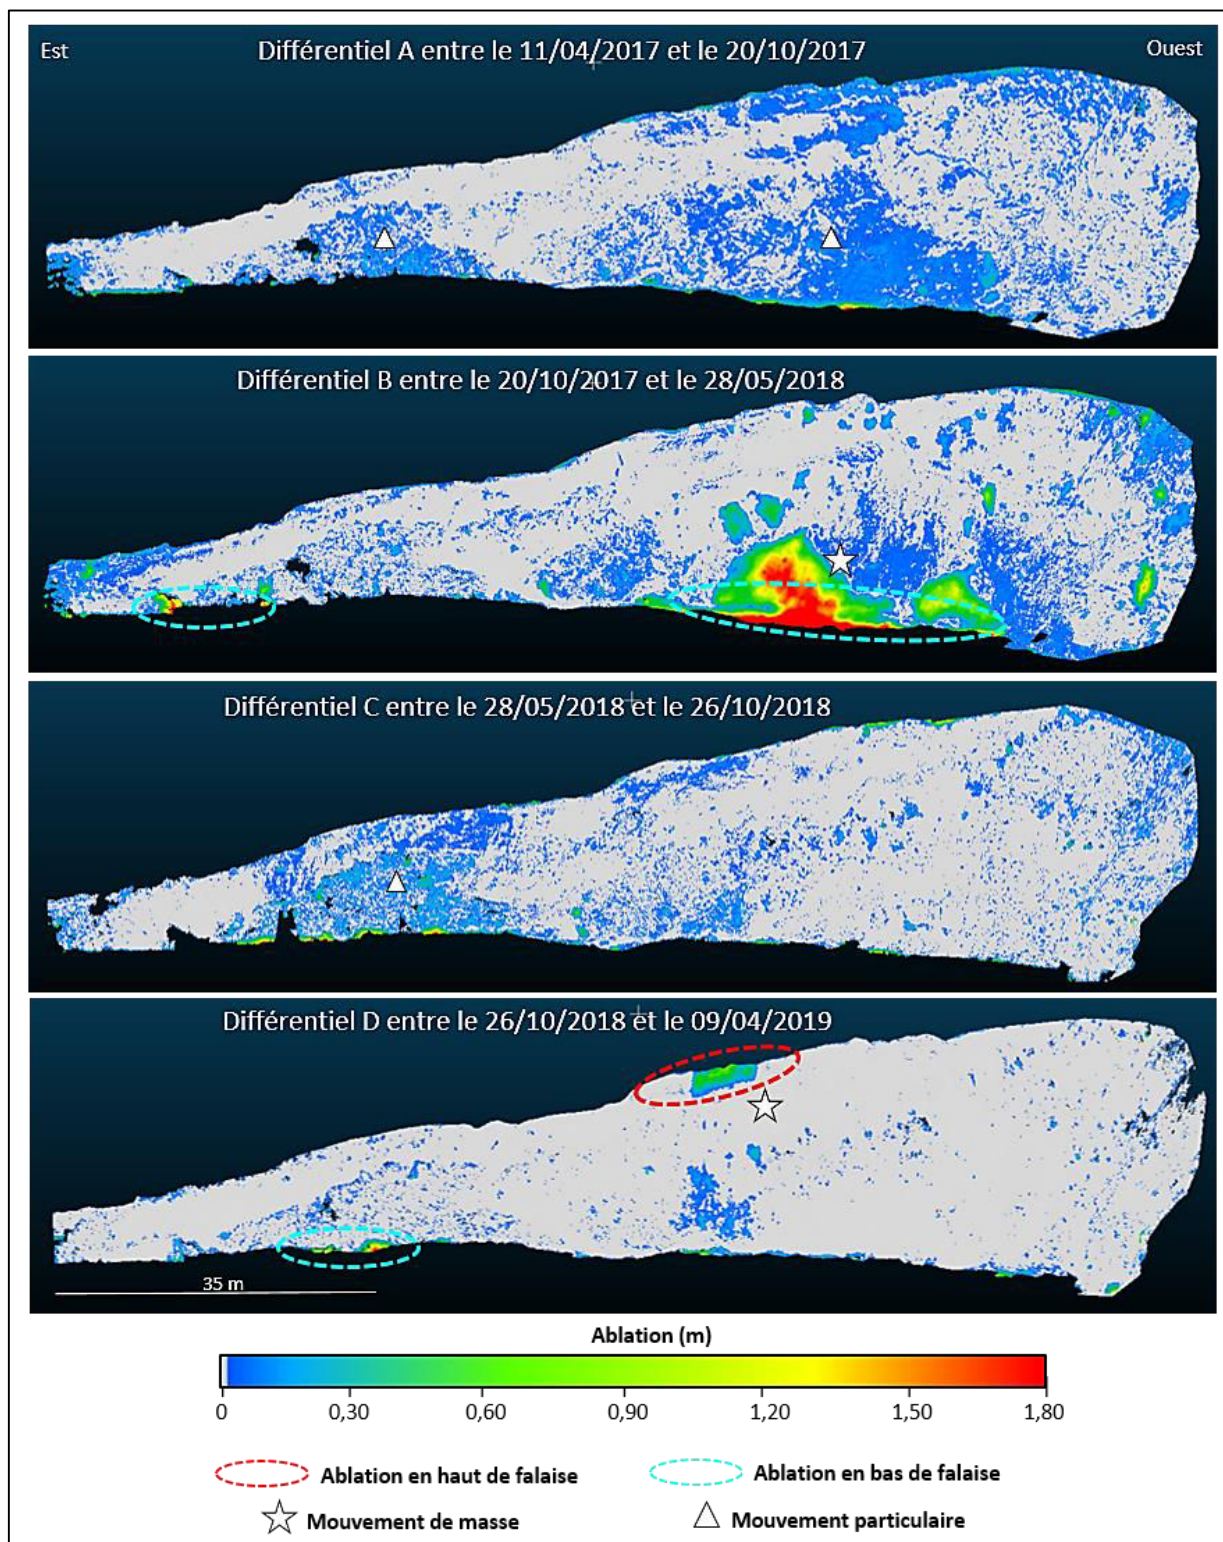 Différentiel A entre le 11/04/2017 et le 20/10/2017
Est
Ouest
Différentiel B entre le 20/10/2017 et le 28/05/2018
Différentiel C entre le 28/05/2018 et le 26/10/2018
Différentiel D entre le 26/10/2018 et le 09/04/2019
35 m
Ablation (m)
0 0,30 0,60 0,90 1,20 1,50 1,80
Ablation en haut de falaise
Ablation en bas de falaise
Mouvement de masse
Mouvement particulaire